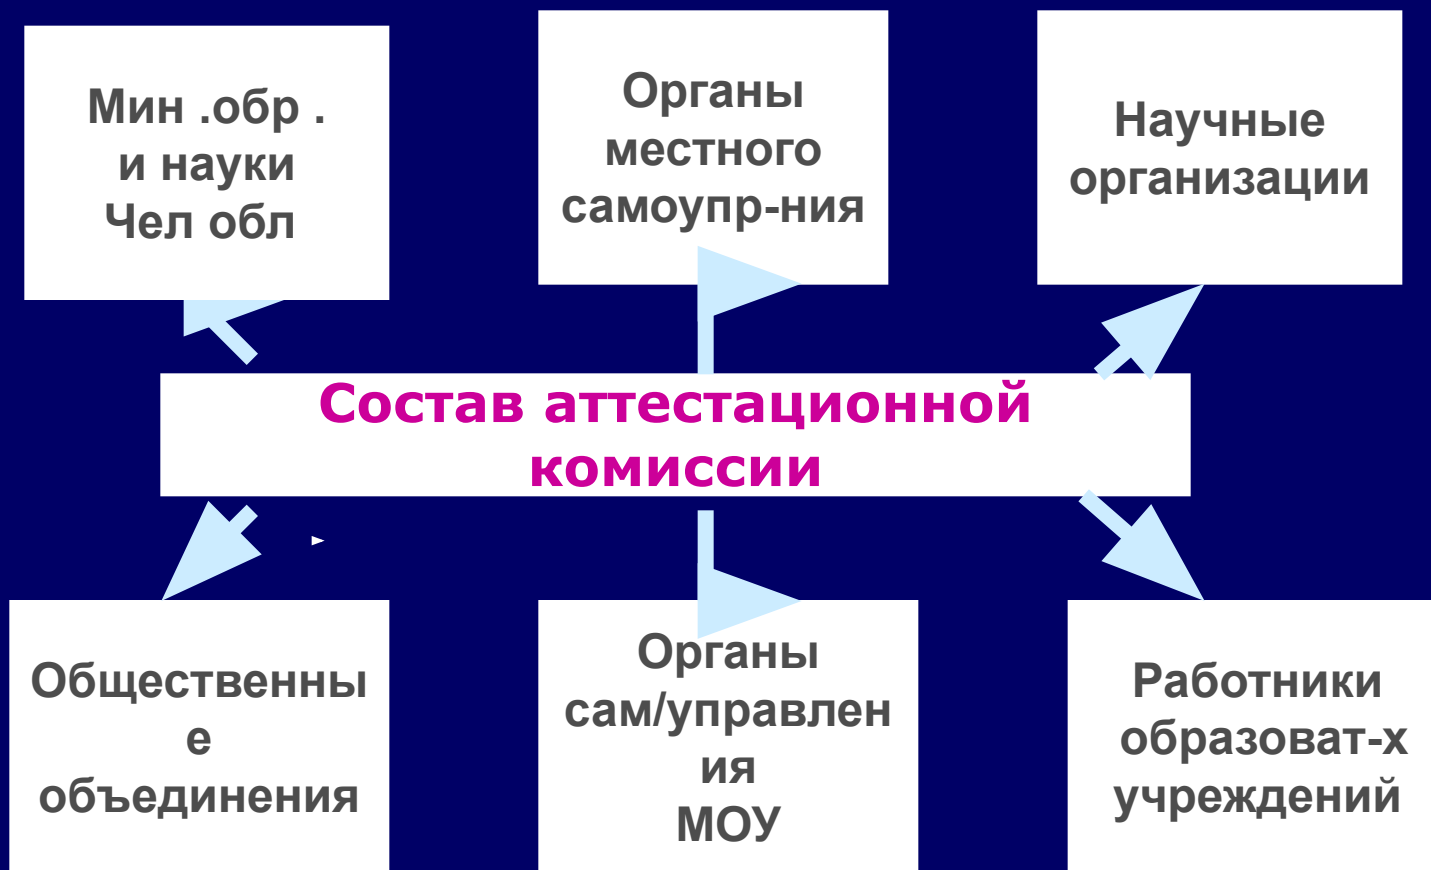 Мин .обр .
и науки
Чел обл
Органы
местного
самоупр-ния
Научные
организации
Состав аттестационной
комиссии
Общественны
е
объединения
Органы
сам/управлен
ия
МОУ
Работники
образоват-х
учреждений